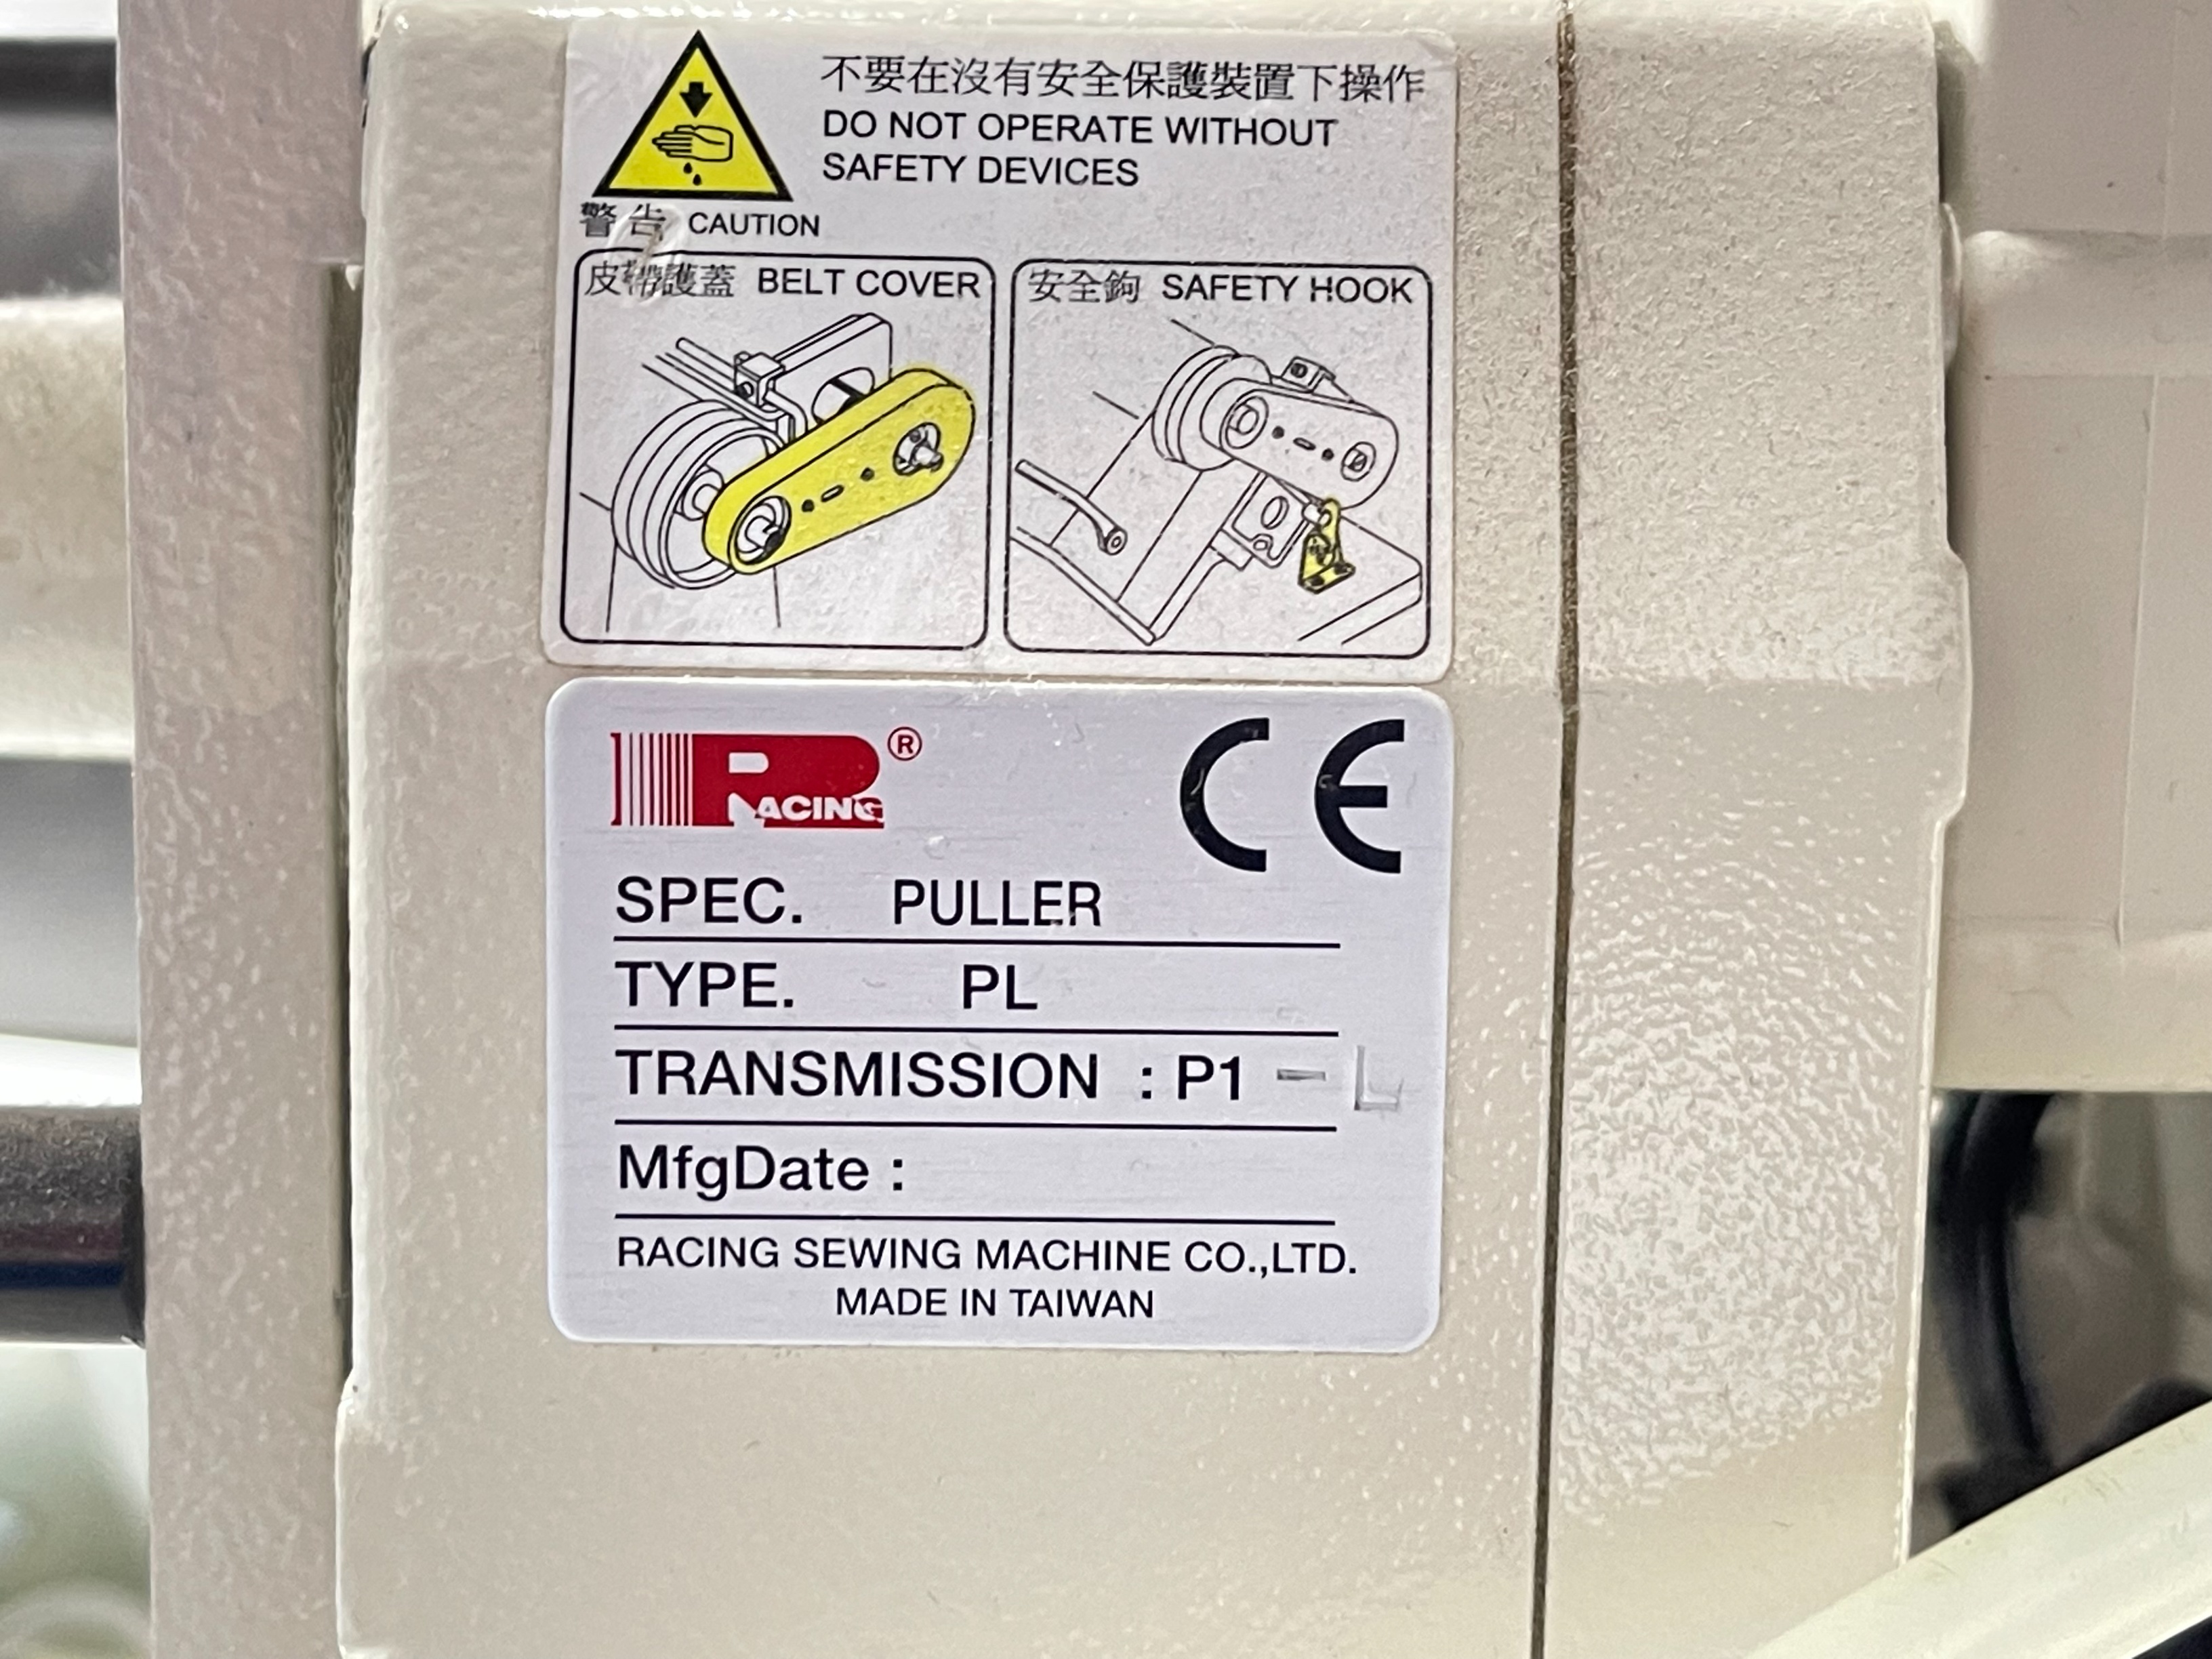 不要在沒有安全保護裝置下操作
DO NOT OPERATE WITHOUT
SAFETY DEVICES
警告 CAUTION
皮帶護蓋 BELT COVER
安全鉤 SAFETY HOOK
RACING ®
CE
SPEC. PULLER
TYPE. PL
TRANSMISSION : P1 - L
MfgDate :
RACING SEWING MACHINE CO.,LTD.
MADE IN TAIWAN